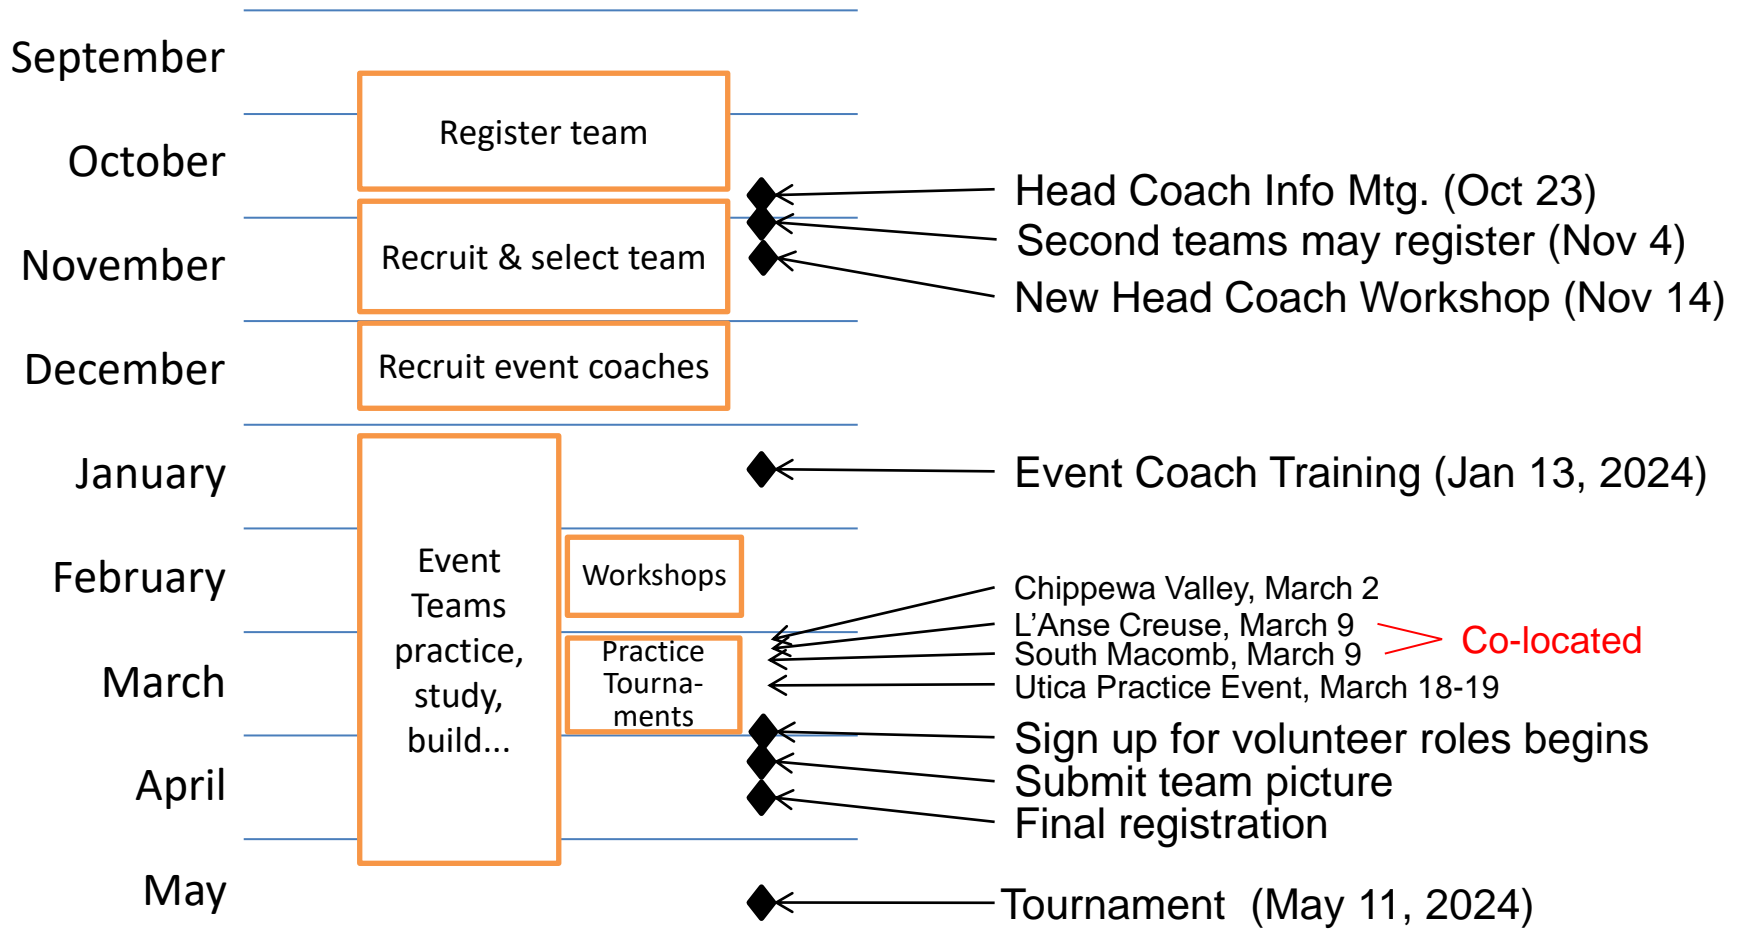 September
October
November
December
January
February
March
April
May
Register team
Recruit & select team
Recruit event coaches
Event
Teams
practice,
study,
build...
Workshops
Practice
Tourna-
ments
Head Coach Info Mtg. (Oct 23)
Second teams may register (Nov 4)
New Head Coach Workshop (Nov 14)
Event Coach Training (Jan 13, 2024)
Chippewa Valley, March 2
L’Anse Creuse, March 9
South Macomb, March 9
Co-located
Utica Practice Event, March 18-19
Sign up for volunteer roles begins
Submit team picture
Final registration
Tournament (May 11, 2024)